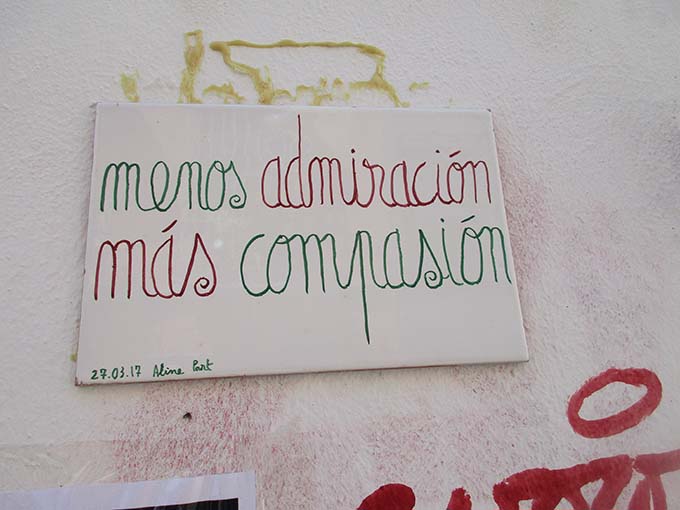 menos admiración
más compasión
27.03.17 Aline Part